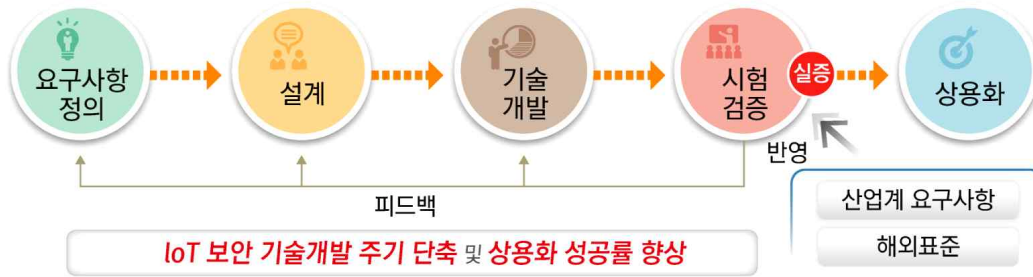 요구사항
정의
설계
기술
개발
시험
검증
실증
상용화
반영
피드백
산업계 요구사항
해외표준
IoT 보안 기술개발 주기 단축 및 상용화 성공률 향상